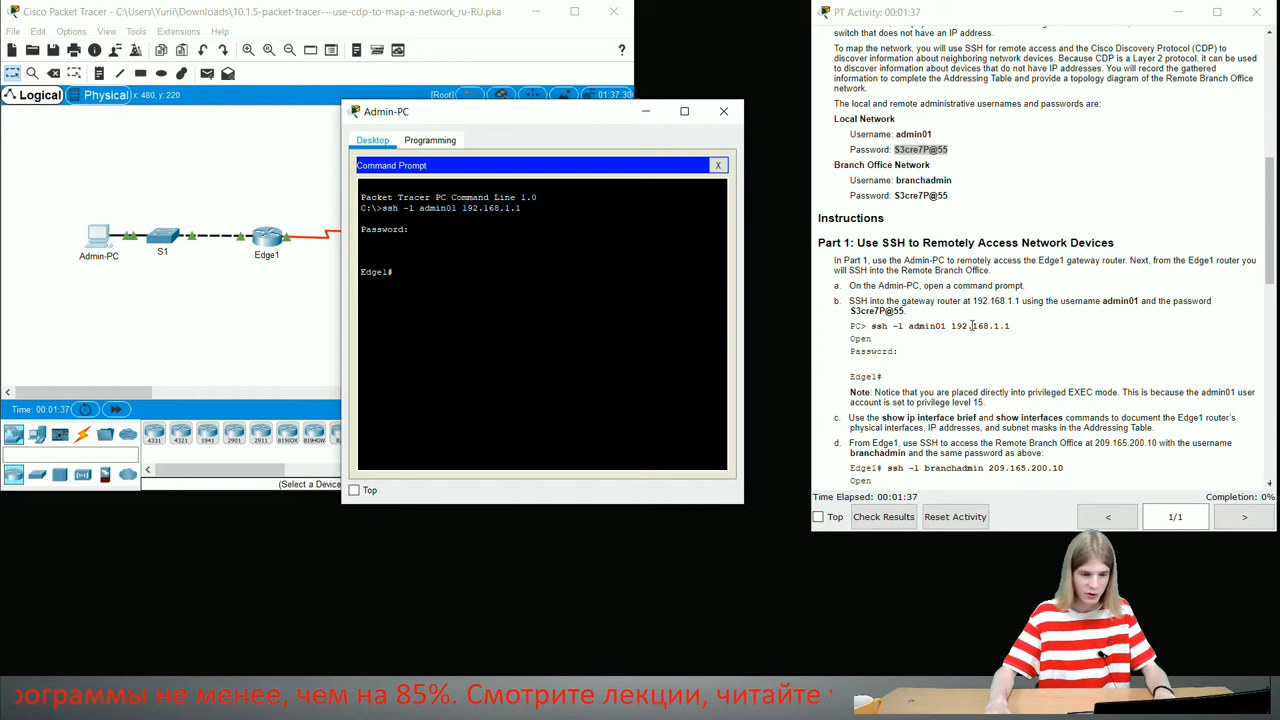 Cisco Packet Tracer - C:\Users\Yurii\Downloads\10.1.5-packet-tracer---use-cdp-to-map-a-network_ru-RU.pka
File Edit Options View Tools Extensions Help
Logical Physical x: 480, y: 220
[Root] 01:37:30
Admin-PC
Desktop Programming
Command Prompt X
Packet Tracer PC Command Line 1.0
C:\>ssh -l admin01 192.168.1.1
Password:
Edge1#
Top
Admin-PC
S1
Edge1
Time: 00:01:37
4331 4321 1941 2901 2911 819IOX 819HGW
(Select a Device
PT Activity: 00:01:37
switch that does not have an IP address.
To map the network, you will use SSH for remote access and the Cisco Discovery Protocol (CDP) to
discover information about neighboring network devices. Because CDP is a Layer 2 protocol, it can be used
to discover information about devices that do not have IP addresses. You will record the gathered
information to complete the Addressing Table and provide a topology diagram of the Remote Branch Office
network.
The local and remote administrative usernames and passwords are:
Local Network
Username: admin01
Password: S3cre7P@55
Branch Office Network
Username: branchadmin
Password: S3cre7P@55
Instructions
Part 1: Use SSH to Remotely Access Network Devices
In Part 1, use the Admin-PC to remotely access the Edge1 gateway router. Next, from the Edge1 router you
will SSH into the Remote Branch Office.
a. On the Admin-PC, open a command prompt.
b. SSH into the gateway router at 192.168.1.1 using the username admin01 and the password
S3cre7P@55.
PC> ssh -l admin01 192.168.1.1
Open
Password:
Edge1#
Note: Notice that you are placed directly into privileged EXEC mode. This is because the admin01 user
account is set to privilege level 15.
c. Use the show ip interface brief and show interfaces commands to document the Edge1 router's
physical interfaces, IP addresses, and subnet masks in the Addressing Table.
d. From Edge1, use SSH to access the Remote Branch Office at 209.165.200.10 with the username
branchadmin and the same password as above:
Edge1# ssh -l branchadmin 209.165.200.10
Open
Time Elapsed: 00:01:37 Completion: 0%
Top Check Results Reset Activity < 1/1 >
рограммы не менее, чем на 85%. Смотрите лекции, читайте